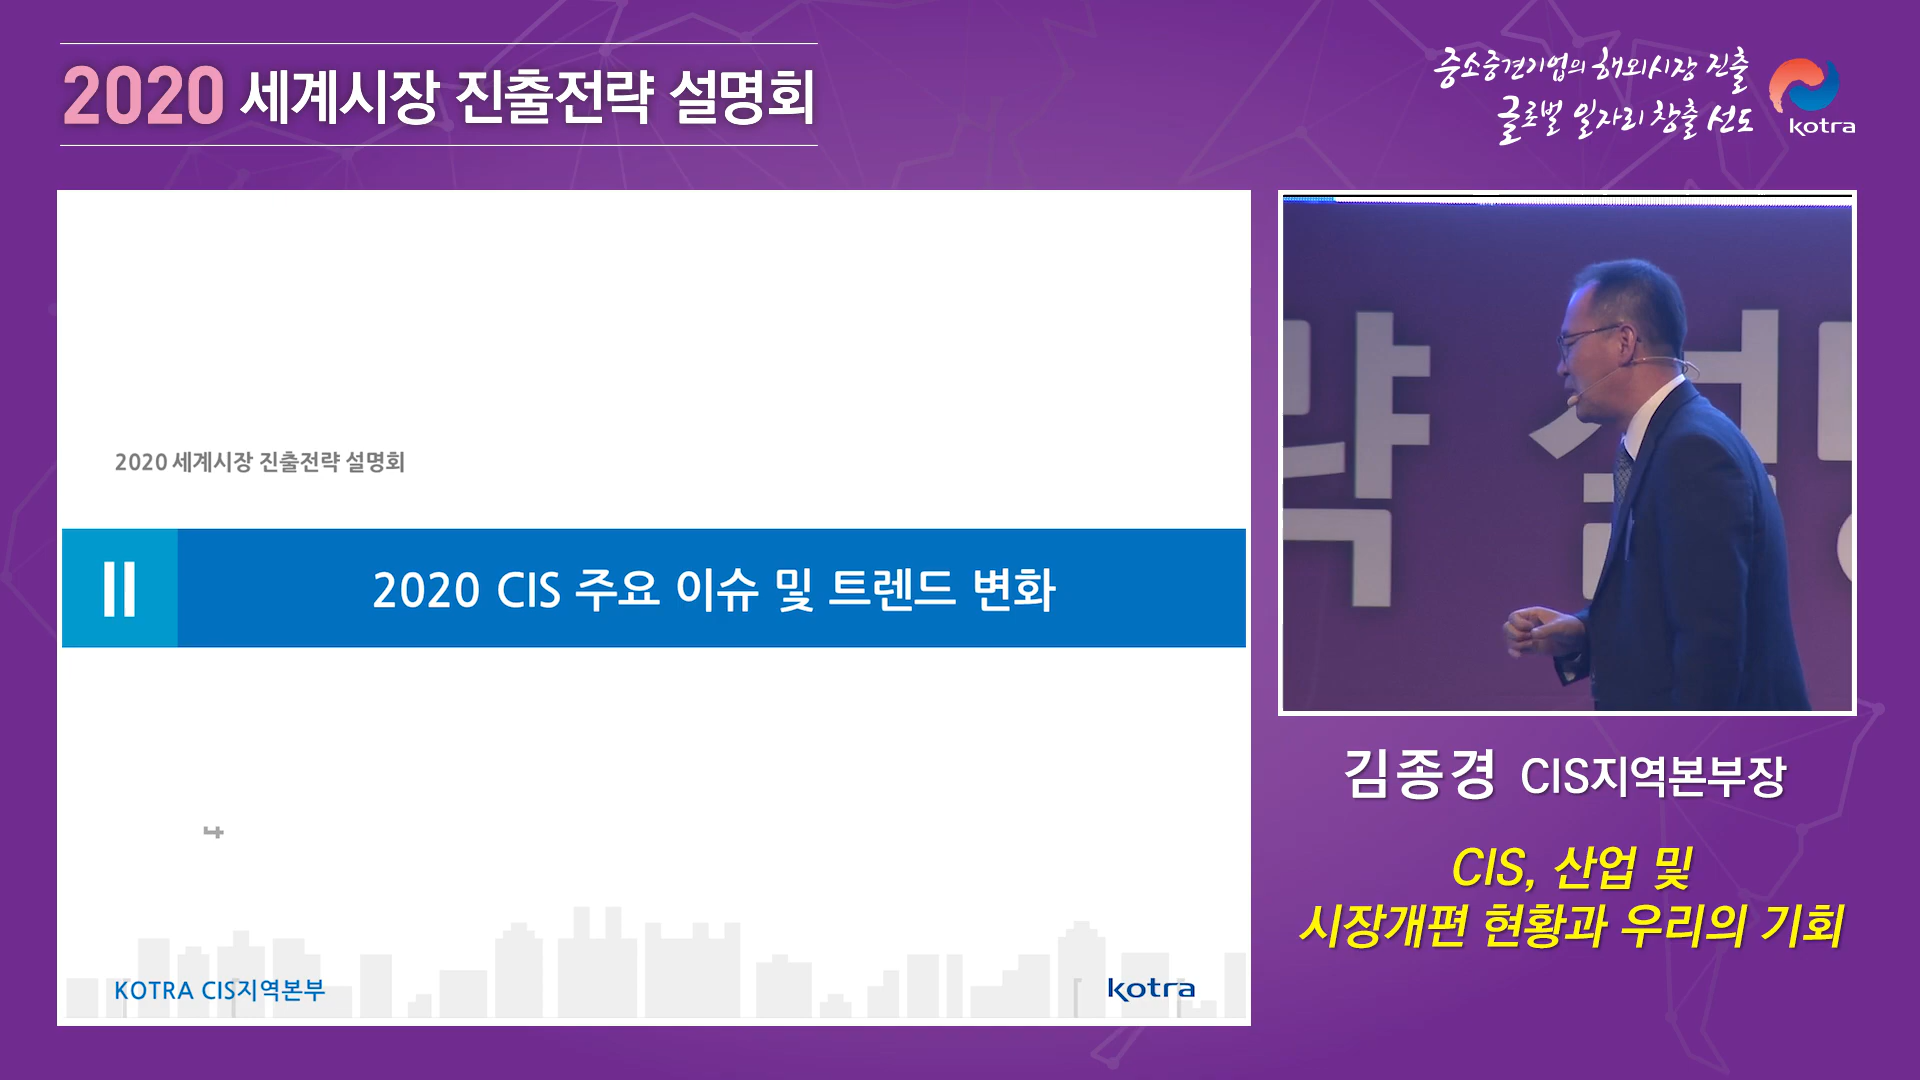 2020 세계시장 진출전략 설명회
중소중견기업의 해외시장 진출
글로벌 일자리 창출 선도
kotra
2020 세계시장 진출전략 설명회
II
2020 CIS 주요 이슈 및 트렌드 변화
KOTRA CIS지역본부
kotra
략 설명
김종경 CIS지역본부장
CIS, 산업 및
시장개편 현황과 우리의 기회